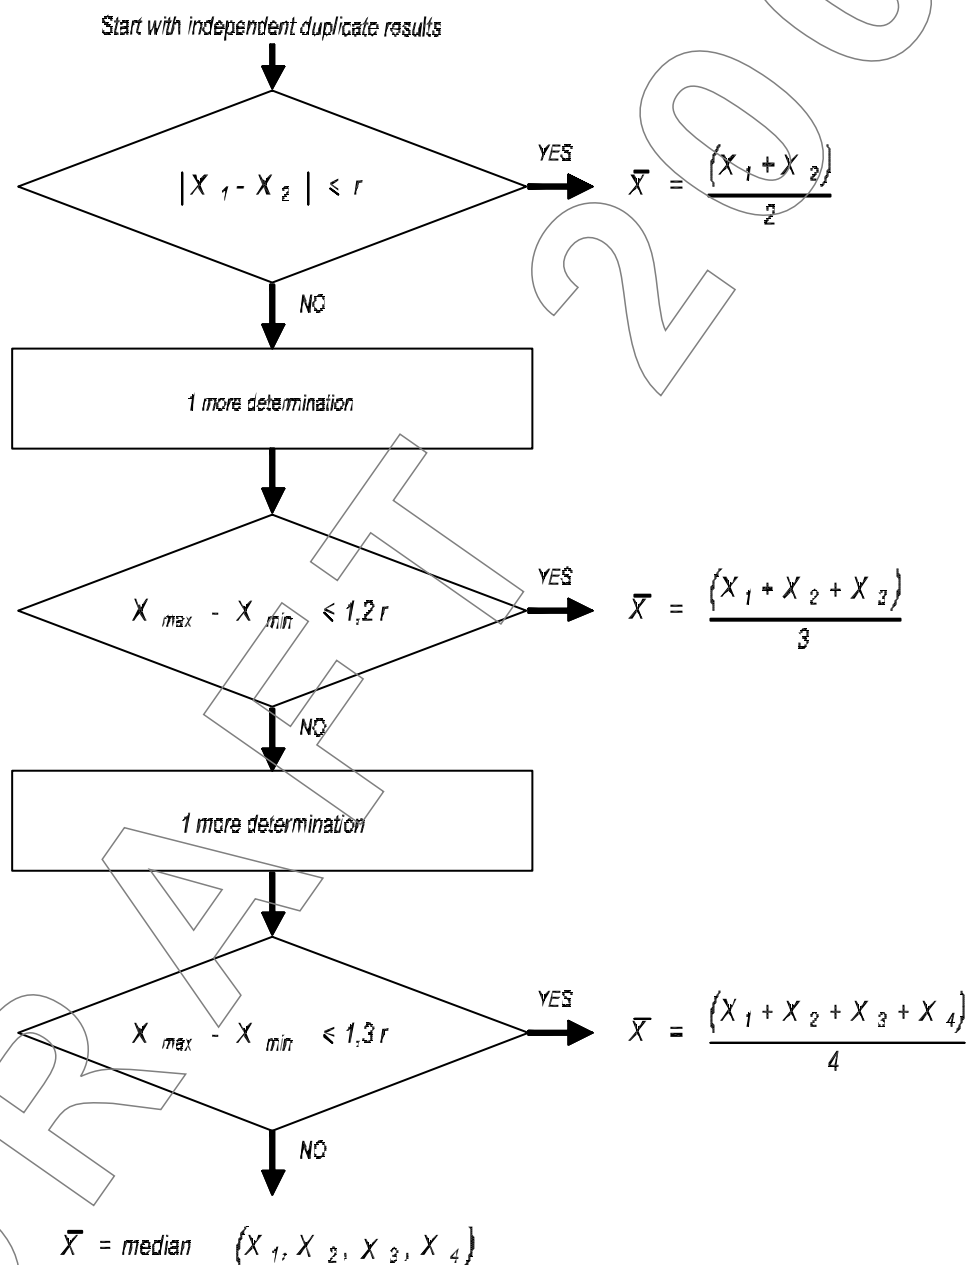 Start with independent duplicate results
| X 1 - X 2 | ≤ r
YES
X̄ = (X 1 + X 2) / 2
NO
1 more determination
X max - X min ≤ 1,2 r
YES
X̄ = (X 1 + X 2 + X 3) / 3
NO
1 more determination
X max - X min ≤ 1,3 r
YES
X̄ = (X 1 + X 2 + X 3 + X 4) / 4
NO
X̄ = median (X 1, X 2, X 3, X 4)